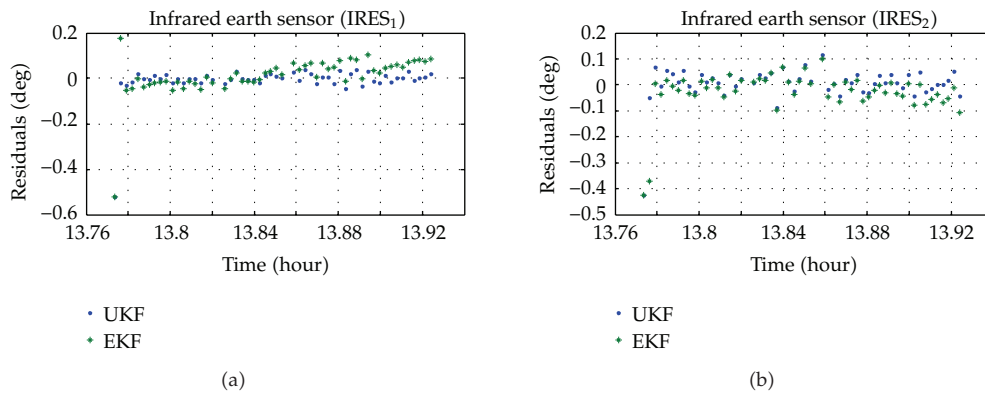 Infrared earth sensor (IRES₁)
0.2
0
−0.2
−0.4
−0.6
Residuals (deg)
13.76 13.8 13.84 13.88 13.92
Time (hour)
UKF
EKF
(a)
Infrared earth sensor (IRES₂)
0.2
0.1
0
−0.1
−0.2
−0.3
−0.4
−0.5
Residuals (deg)
13.76 13.8 13.84 13.88 13.92
Time (hour)
UKF
EKF
(b)